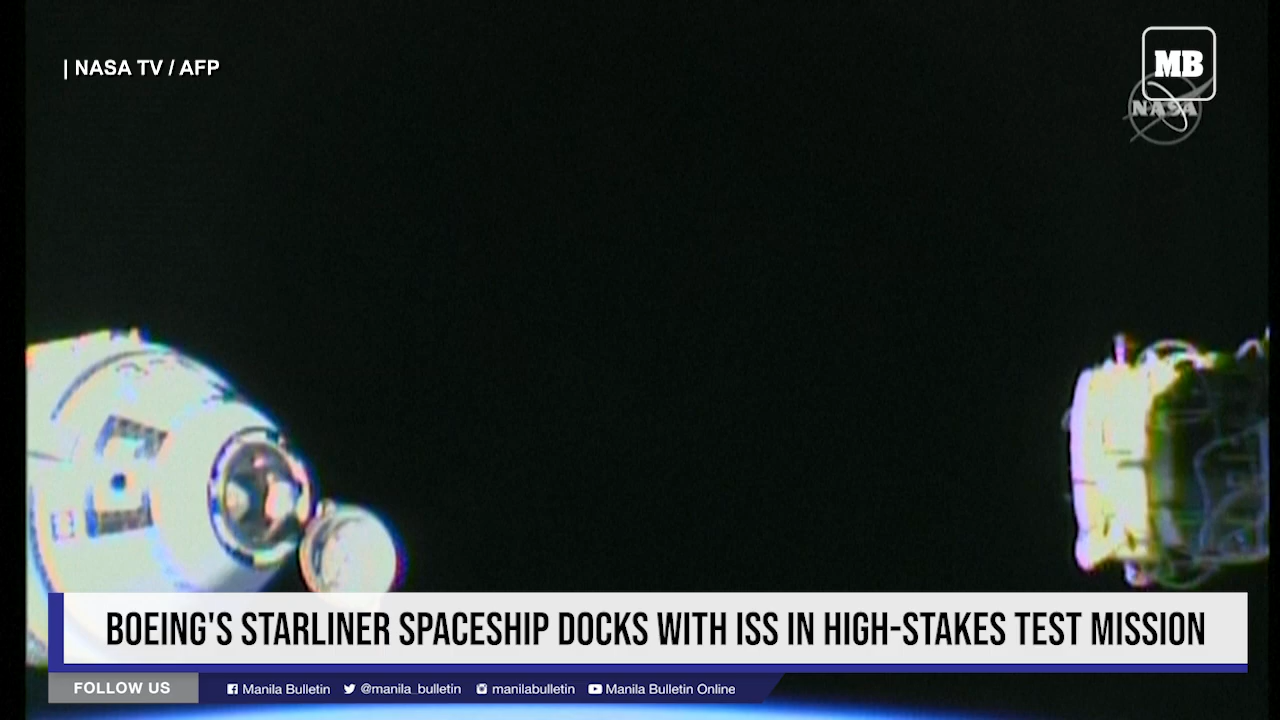 | NASA TV / AFP
MB
NASA
BOEING'S STARLINER SPACESHIP DOCKS WITH ISS IN HIGH-STAKES TEST MISSION
FOLLOW US
Manila Bulletin @manila_bulletin manilabulletin Manila Bulletin Online